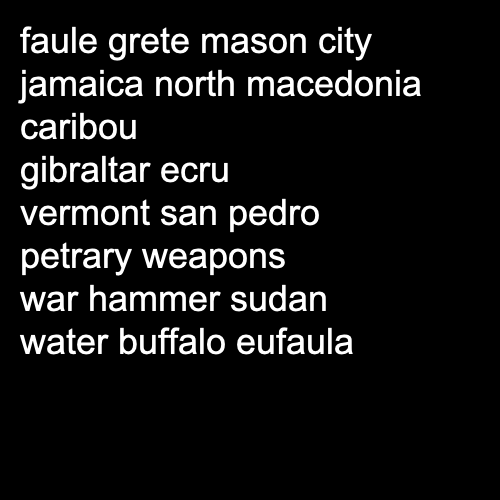 faule grete mason city
jamaica north macedonia
caribou
gibraltar ecru
vermont san pedro
petrary weapons
war hammer sudan
water buffalo eufaula